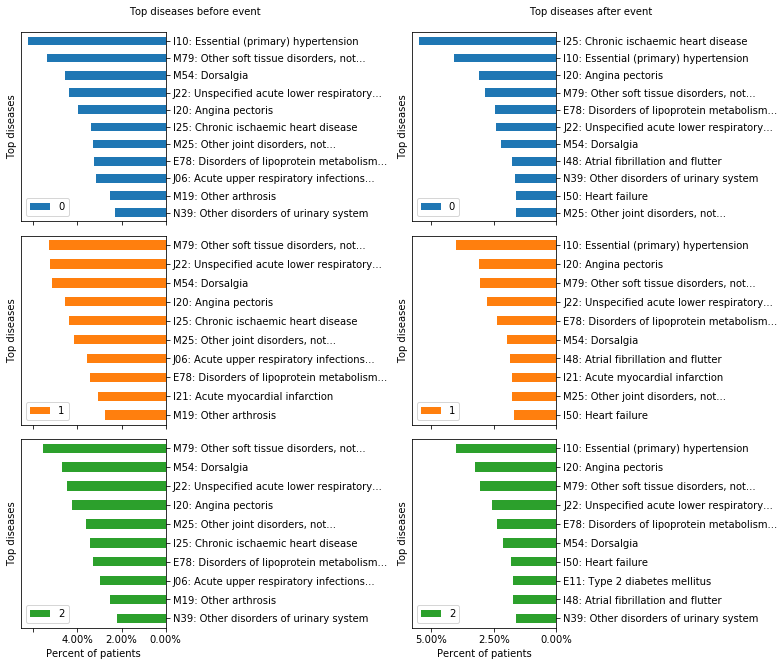 Top diseases before event
Top diseases
I10: Essential (primary) hypertension
M79: Other soft tissue disorders, not...
M54: Dorsalgia
J22: Unspecified acute lower respiratory...
I20: Angina pectoris
I25: Chronic ischaemic heart disease
M25: Other joint disorders, not...
E78: Disorders of lipoprotein metabolism...
J06: Acute upper respiratory infections...
M19: Other arthrosis
N39: Other disorders of urinary system
0
Top diseases after event
Top diseases
I25: Chronic ischaemic heart disease
I10: Essential (primary) hypertension
I20: Angina pectoris
M79: Other soft tissue disorders, not...
E78: Disorders of lipoprotein metabolism...
J22: Unspecified acute lower respiratory...
M54: Dorsalgia
I48: Atrial fibrillation and flutter
N39: Other disorders of urinary system
I50: Heart failure
M25: Other joint disorders, not...
0
Top diseases
M79: Other soft tissue disorders, not...
J22: Unspecified acute lower respiratory...
M54: Dorsalgia
I20: Angina pectoris
I25: Chronic ischaemic heart disease
M25: Other joint disorders, not...
J06: Acute upper respiratory infections...
E78: Disorders of lipoprotein metabolism...
I21: Acute myocardial infarction
M19: Other arthrosis
1
Top diseases
I10: Essential (primary) hypertension
I20: Angina pectoris
M79: Other soft tissue disorders, not...
J22: Unspecified acute lower respiratory...
E78: Disorders of lipoprotein metabolism...
M54: Dorsalgia
I48: Atrial fibrillation and flutter
I21: Acute myocardial infarction
M25: Other joint disorders, not...
I50: Heart failure
1
Top diseases
M79: Other soft tissue disorders, not...
M54: Dorsalgia
J22: Unspecified acute lower respiratory...
I20: Angina pectoris
M25: Other joint disorders, not...
I25: Chronic ischaemic heart disease
E78: Disorders of lipoprotein metabolism...
J06: Acute upper respiratory infections...
M19: Other arthrosis
N39: Other disorders of urinary system
2
4.00% 2.00% 0.00%
Percent of patients
Top diseases
I10: Essential (primary) hypertension
I20: Angina pectoris
M79: Other soft tissue disorders, not...
J22: Unspecified acute lower respiratory...
E78: Disorders of lipoprotein metabolism...
M54: Dorsalgia
I50: Heart failure
E11: Type 2 diabetes mellitus
I48: Atrial fibrillation and flutter
N39: Other disorders of urinary system
2
5.00% 2.50% 0.00%
Percent of patients